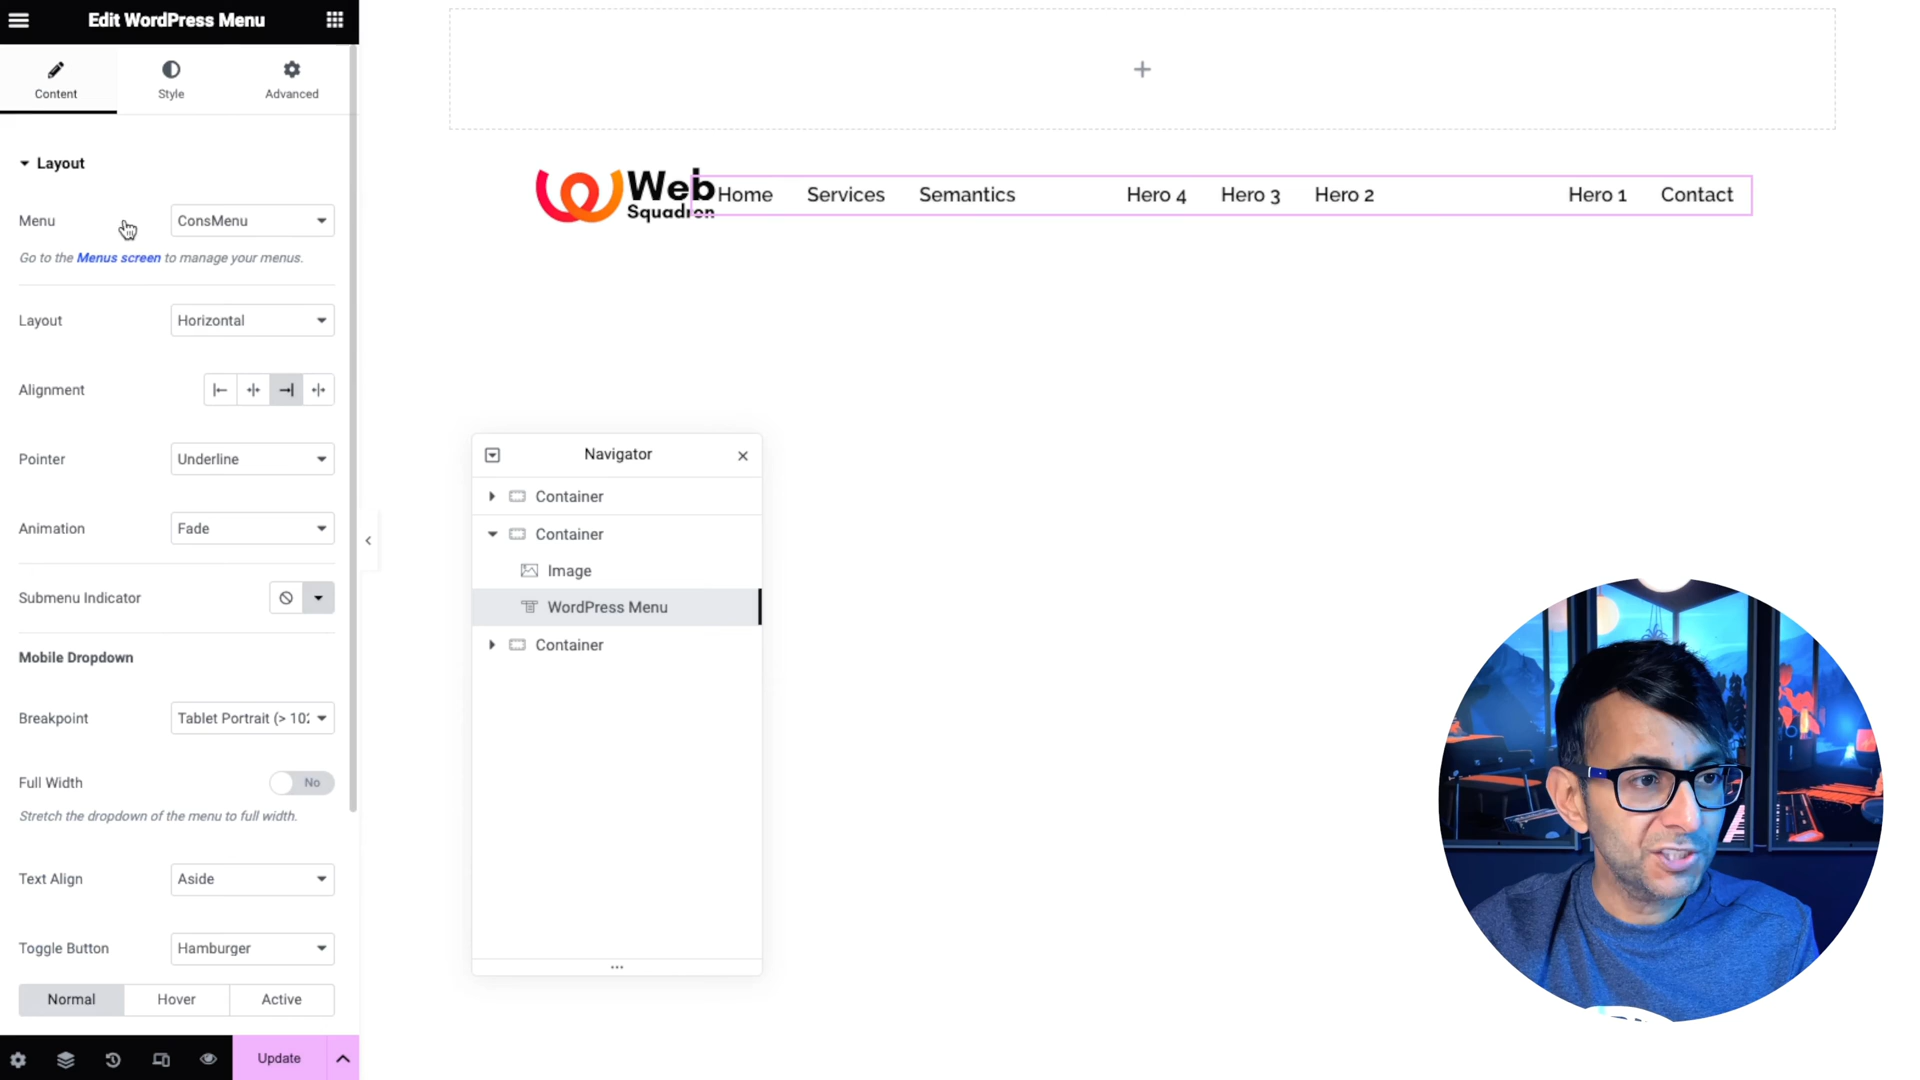 Edit WordPress Menu
Content
Style
Advanced
Layout
Menu
ConsMenu
Go to the Menus screen to manage your menus.
Layout
Horizontal
Alignment
Pointer
Underline
Animation
Fade
Submenu Indicator
Mobile Dropdown
Breakpoint
Tablet Portrait (> 102
Full Width
No
Stretch the dropdown of the menu to full width.
Text Align
Aside
Toggle Button
Hamburger
Normal
Hover
Active
Update
Web
Squadron
Home
Services
Semantics
Hero 4
Hero 3
Hero 2
Hero 1
Contact
Navigator
Container
Container
Image
WordPress Menu
Container